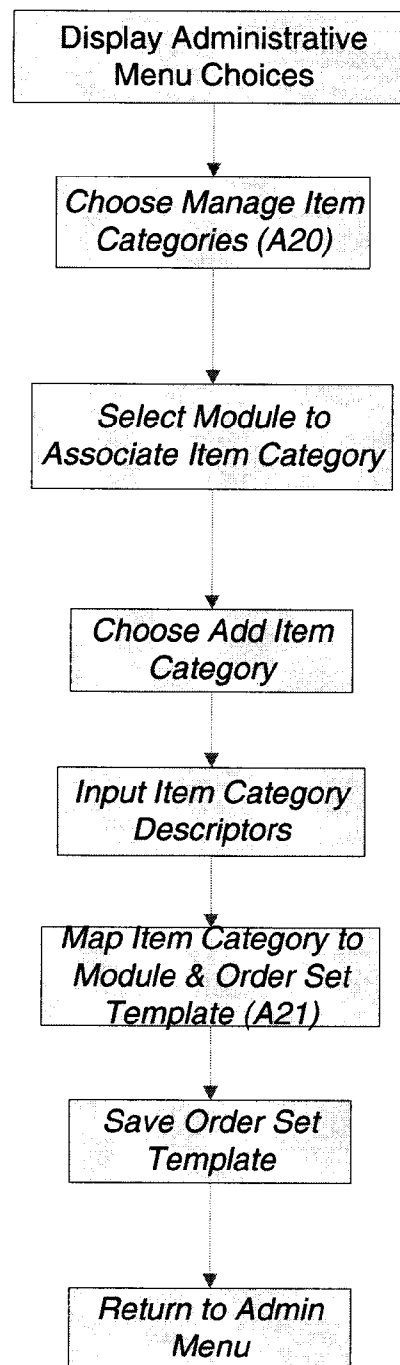 Display Administrative
Menu Choices
Choose Manage Item
Categories (A20)
Select Module to
Associate Item Category
Choose Add Item
Category
Input Item Category
Descriptors
Map Item Category to
Module & Order Set
Template (A21)
Save Order Set
Template
Return to Admin
Menu